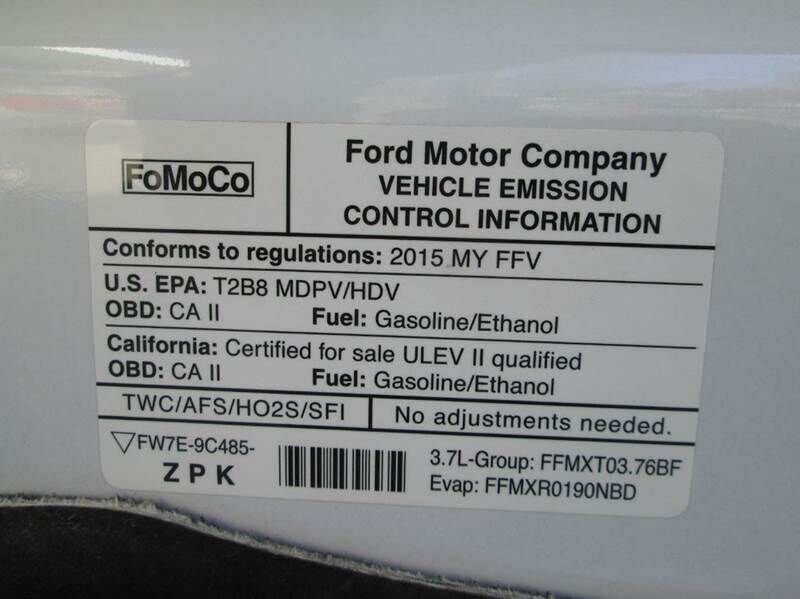 FoMoCo
Ford Motor Company
VEHICLE EMISSION
CONTROL INFORMATION
Conforms to regulations: 2015 MY FFV
U.S. EPA: T2B8 MDPV/HDV
OBD: CA II Fuel: Gasoline/Ethanol
California: Certified for sale ULEV II qualified
OBD: CA II Fuel: Gasoline/Ethanol
TWC/AFS/HO2S/SFI No adjustments needed.
FW7E-9C485-
ZPK
3.7L-Group: FFMXT03.76BF
Evap: FFMXR0190NBD